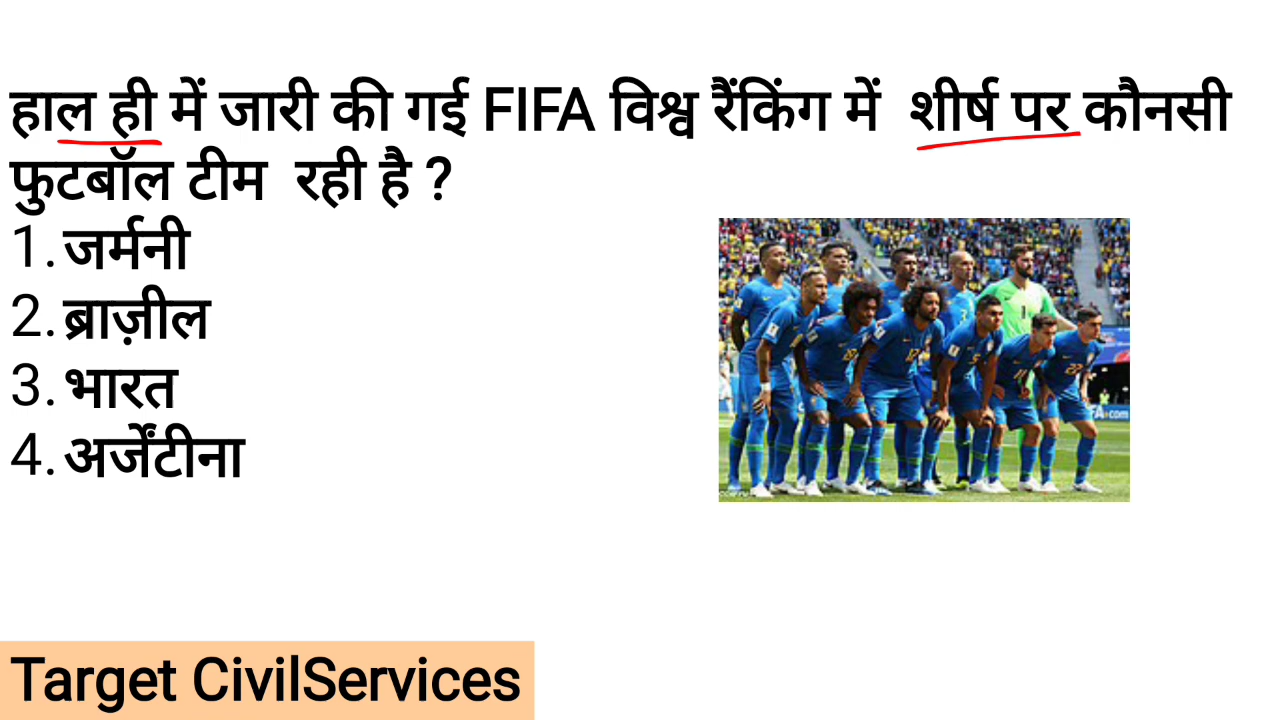 हाल ही में जारी की गई FIFA विश्व रैंकिंग में शीर्ष पर कौनसी
फुटबॉल टीम रही है ?
1. जर्मनी
2. ब्राज़ील
3. भारत
4. अर्जेंटीना
Target CivilServices